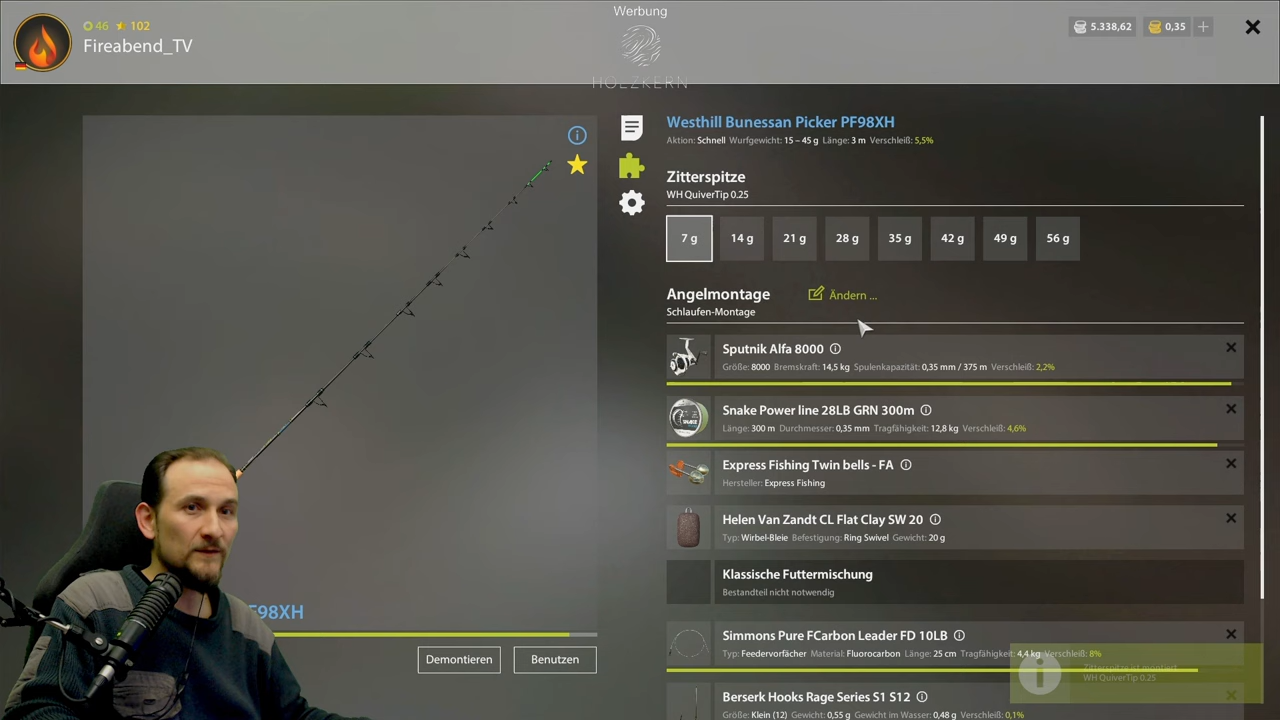 Werbung
HOLZKERN
46 102
Fireabend_TV
5.338,62 0,35
Westhill Bunessan Picker PF98XH
Aktion: Schnell Wurfgewicht: 15 – 45 g Länge: 3 m Verschleiß: 5,5%
Zitterspitze
WH QuiverTip 0.25
7 g 14 g 21 g 28 g 35 g 42 g 49 g 56 g
Angelmontage Ändern ...
Schlaufen-Montage
Sputnik Alfa 8000
Größe: 8000 Bremskraft: 14,5 kg Spulenkapazität: 0,35 mm / 375 m Verschleiß: 2,2%
Snake Power line 28LB GRN 300m
Länge: 300 m Durchmesser: 0,35 mm Tragfähigkeit: 12,8 kg Verschleiß: 4,6%
Express Fishing Twin bells - FA
Hersteller: Express Fishing
Helen Van Zandt CL Flat Clay SW 20
Typ: Wirbel-Bleie Befestigung: Ring Swivel Gewicht: 20 g
Klassische Futtermischung
Bestandteil nicht notwendig
Simmons Pure FCarbon Leader FD 10LB
Typ: Feedervorfächer Material: Fluorocarbon Länge: 25 cm Tragfähigkeit: 4,4 kg Verschleiß: 8%
Zitterspitze ist montiert
WH QuiverTip 0.25
Berserk Hooks Rage Series S1 S12
Größe: Klein (12) Gewicht: 0,55 g Gewicht im Wasser: 0,48 g Verschleiß: 0,1%
F98XH
Demontieren Benutzen